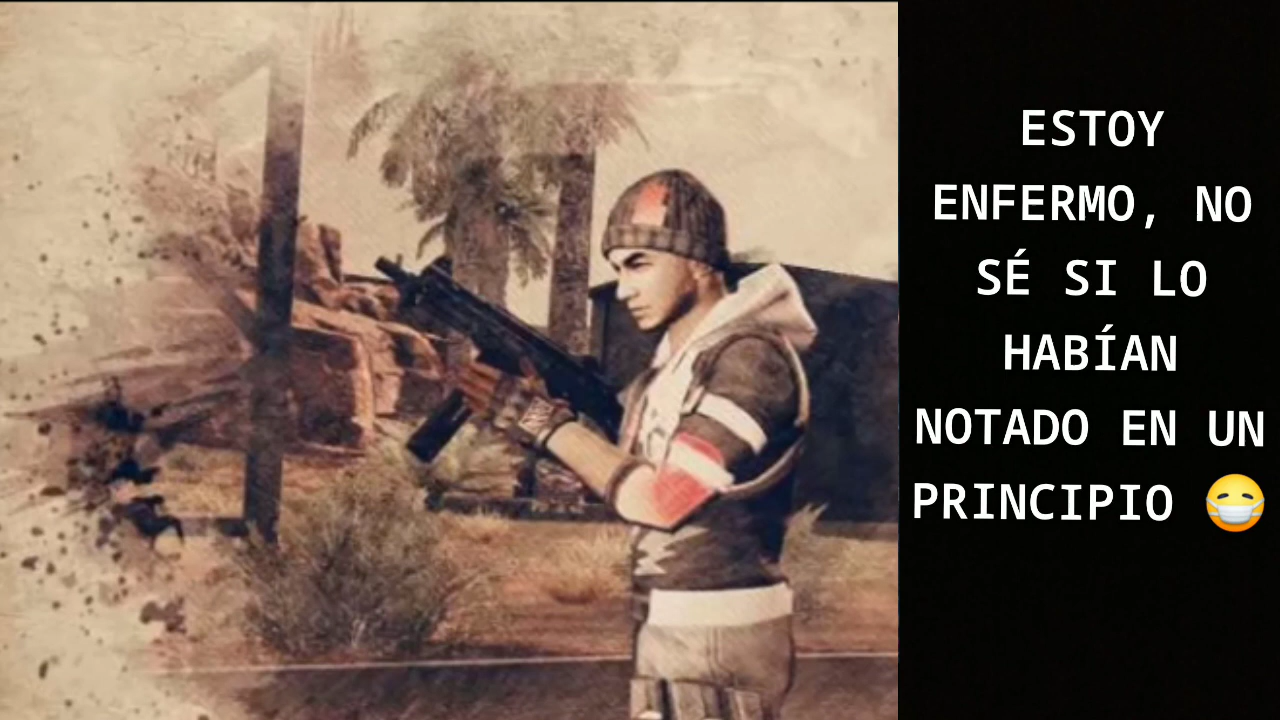 ESTOY
ENFERMO, NO
SÉ SI LO
HABÍAN
NOTADO EN UN
PRINCIPIO 😷